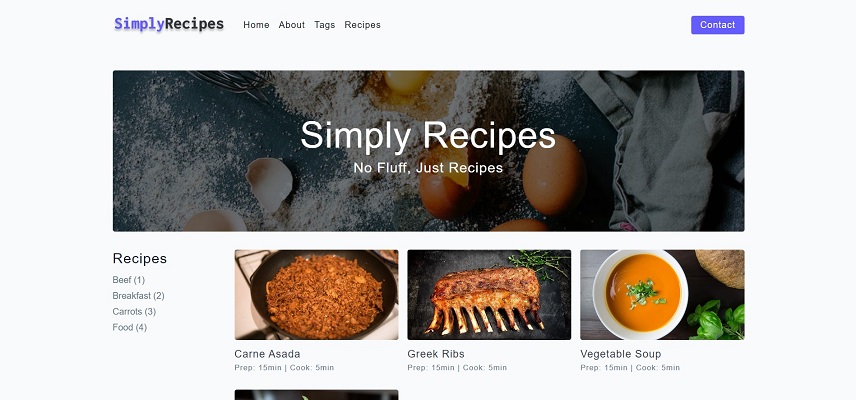 SimplyRecipes
Home About Tags Recipes
Contact
Simply Recipes
No Fluff, Just Recipes
Recipes
Beef (1)
Breakfast (2)
Carrots (3)
Food (4)
Carne Asada
Prep: 15min | Cook: 5min
Greek Ribs
Prep: 15min | Cook: 5min
Vegetable Soup
Prep: 15min | Cook: 5min